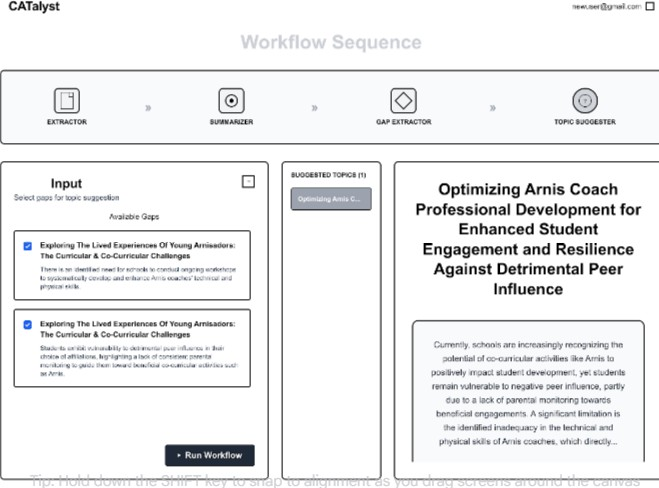 CATalyst
newuser@gmail.com
Workflow Sequence
EXTRACTOR
»
SUMMARIZER
»
GAP EXTRACTOR
»
TOPIC SUGGESTER
Input
Select gaps for topic suggestion
Available Gaps
Exploring The Lived Experiences Of Young Arnisadors:
The Curricular & Co-Curricular Challenges
There is an identified need for schools to conduct ongoing workshops
to systematically develop and enhance Arnis coaches' technical and
physical skills.
Exploring The Lived Experiences Of Young Arnisadors:
The Curricular & Co-Curricular Challenges
Students exhibit vulnerability to detrimental peer influence in their
choice of affiliations, highlighting a lack of consistent parental
monitoring to guide them toward beneficial co-curricular activities such
as Arnis.
Run Workflow
SUGGESTED TOPICS (1)
Optimizing Arnis C...
Optimizing Arnis Coach
Professional Development for
Enhanced Student
Engagement and Resilience
Against Detrimental Peer
Influence
Currently, schools are increasingly recognizing the
potential of co-curricular activities like Arnis to
positively impact student development, yet students
remain vulnerable to negative peer influence, partly
due to a lack of parental monitoring towards
beneficial engagements. A significant limitation is
the identified inadequacy in the technical and
physical skills of Arnis coaches, which directly...
Tip: Hold down the SHIFT key to snap to alignment as you drag screens around the canvas